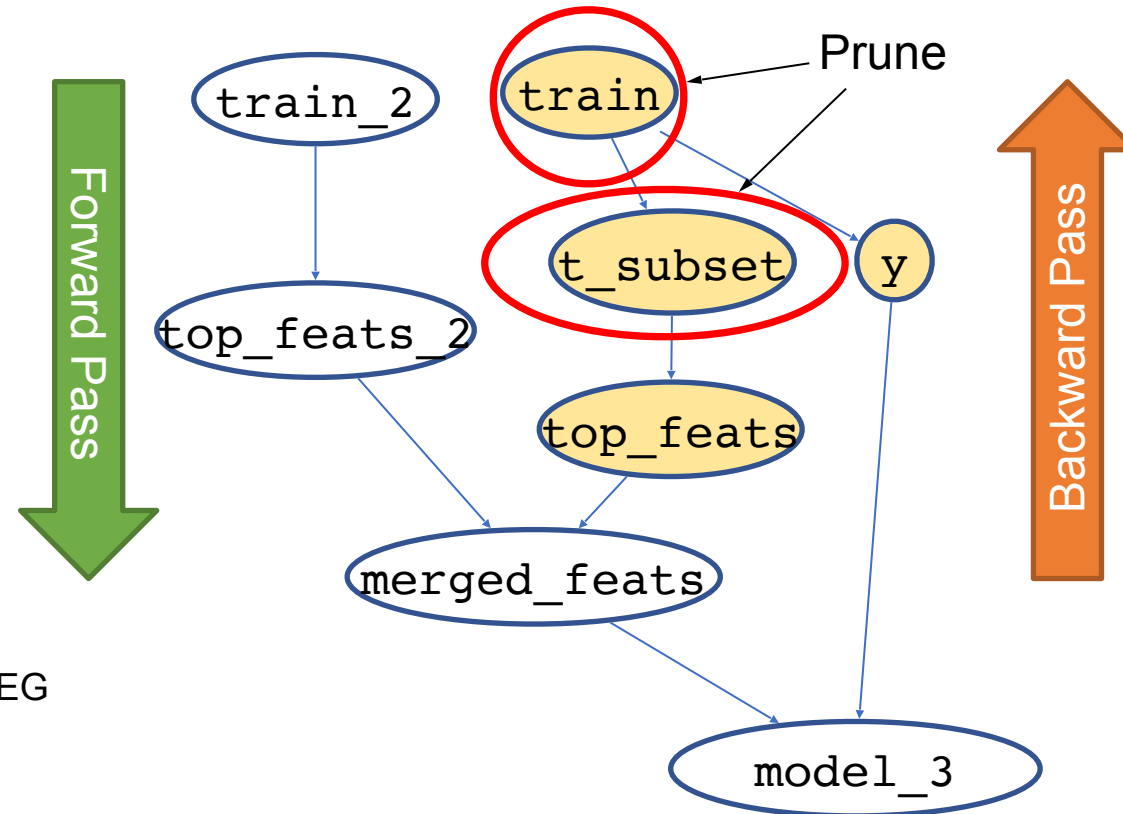 Prune
train_2
train
Forward Pass
t_subset
y
Backward Pass
top_feats_2
top_feats
merged_feats
EG
model_3